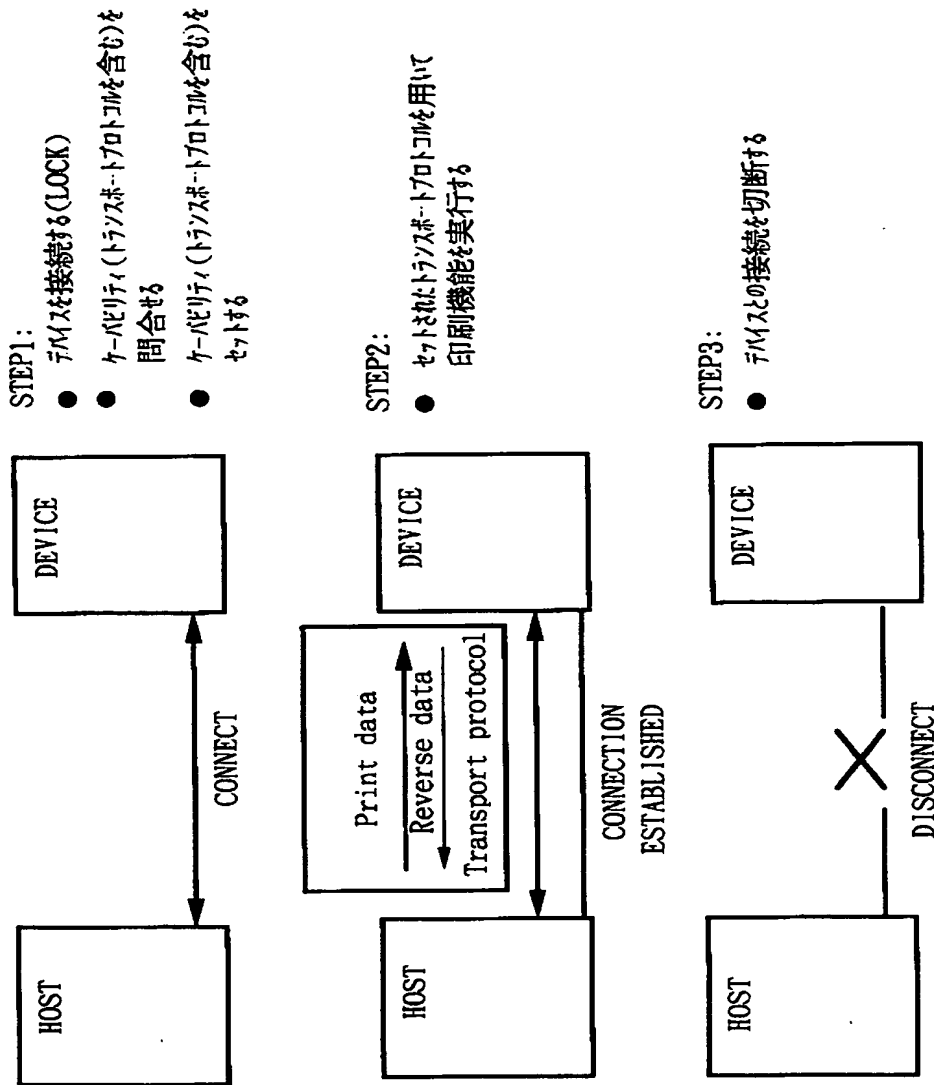 HOST
CONNECT
DEVICE
STEP1:
● デバイスを接続する(LOCK)
● ケーパビリティ(トランスポートプロトコルを含む)を
問合せる
● ケーパビリティ(トランスポートプロトコルを含む)を
セットする
HOST
Print data
Reverse data
Transport protocol
CONNECTION
ESTABLISHED
DEVICE
STEP2:
● セットされたトランスポートプロトコルを用いて
印刷機能を実行する
HOST
DISCONNECT
DEVICE
STEP3:
● デバイスとの接続を切断する